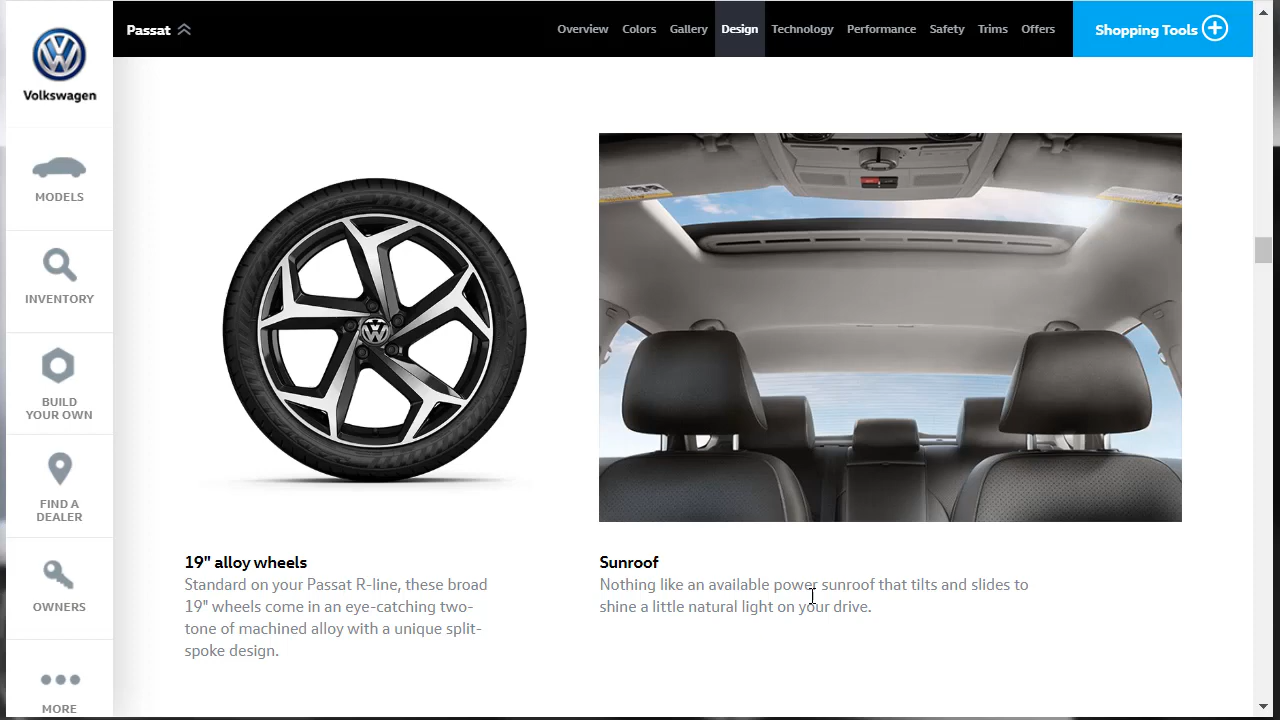 Passat
Overview
Colors
Gallery
Design
Technology
Performance
Safety
Trims
Offers
Shopping Tools
Volkswagen
MODELS
INVENTORY
BUILD
YOUR OWN
FIND A
DEALER
OWNERS
MORE
19" alloy wheels
Standard on your Passat R-line, these broad
19" wheels come in an eye-catching two-
tone of machined alloy with a unique split-
spoke design.
Sunroof
Nothing like an available power sunroof that tilts and slides to
shine a little natural light on your drive.